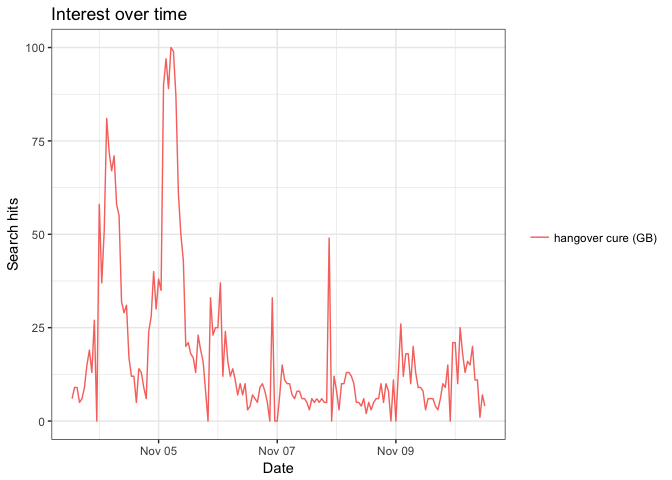 Interest over time
100
75
50
25
0
Search hits
Nov 05
Nov 07
Nov 09
Date
hangover cure (GB)